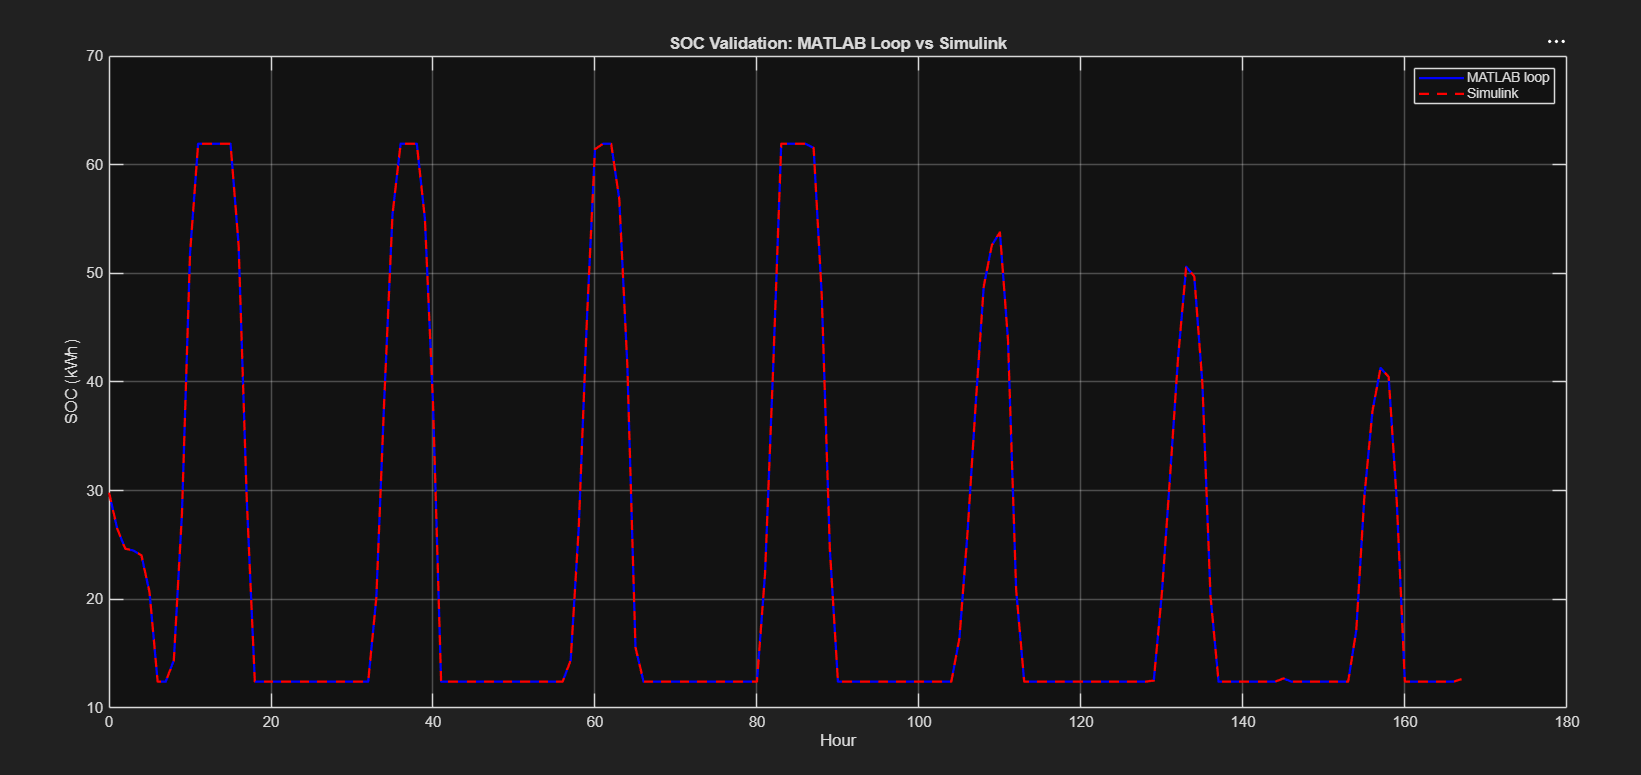 SOC Validation: MATLAB Loop vs Simulink
...
70
60
50
40
30
20
10
SOC (kWh)
MATLAB loop
Simulink
0 20 40 60 80 100 120 140 160 180
Hour